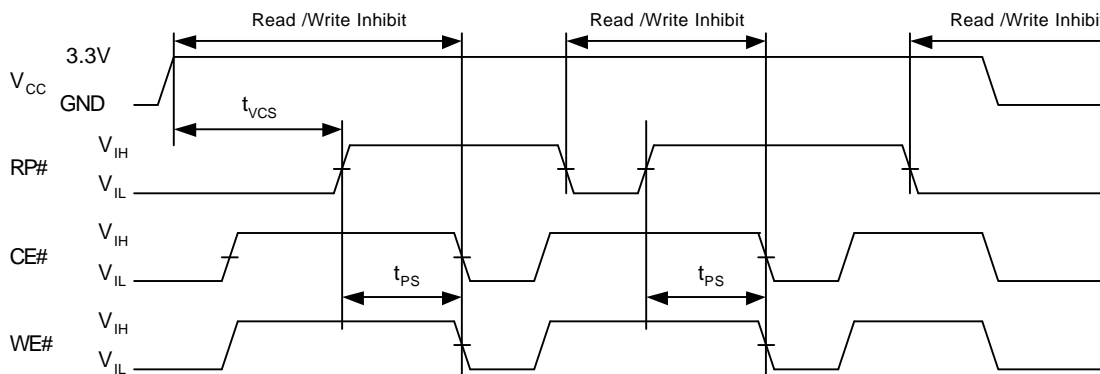 Read /Write Inhibit Read /Write Inhibit Read /Write Inhibit
3.3V
VCC
GND
tVCS
VIH
RP#
VIL
VIH
CE#
VIL
tPS tPS
VIH
WE#
VIL